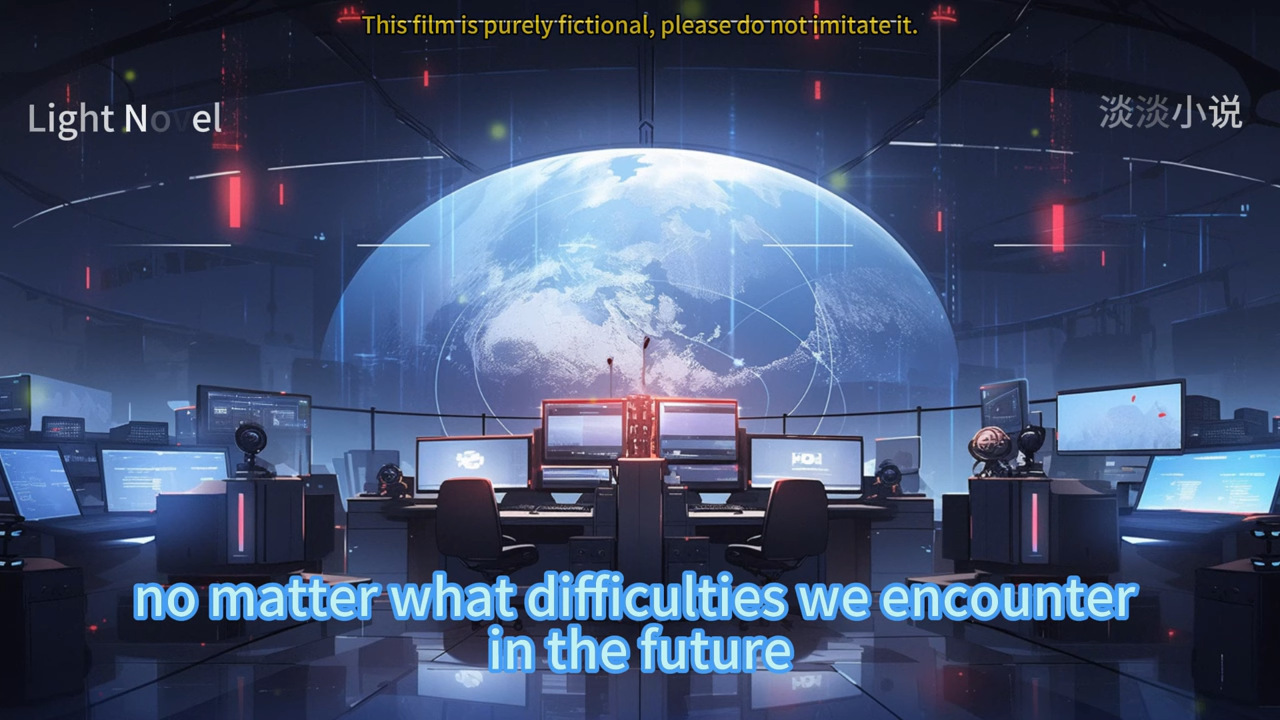 This film is purely fictional, please do not imitate it.
Light Novel
淡淡小说
no matter what difficulties we encounter
in the future